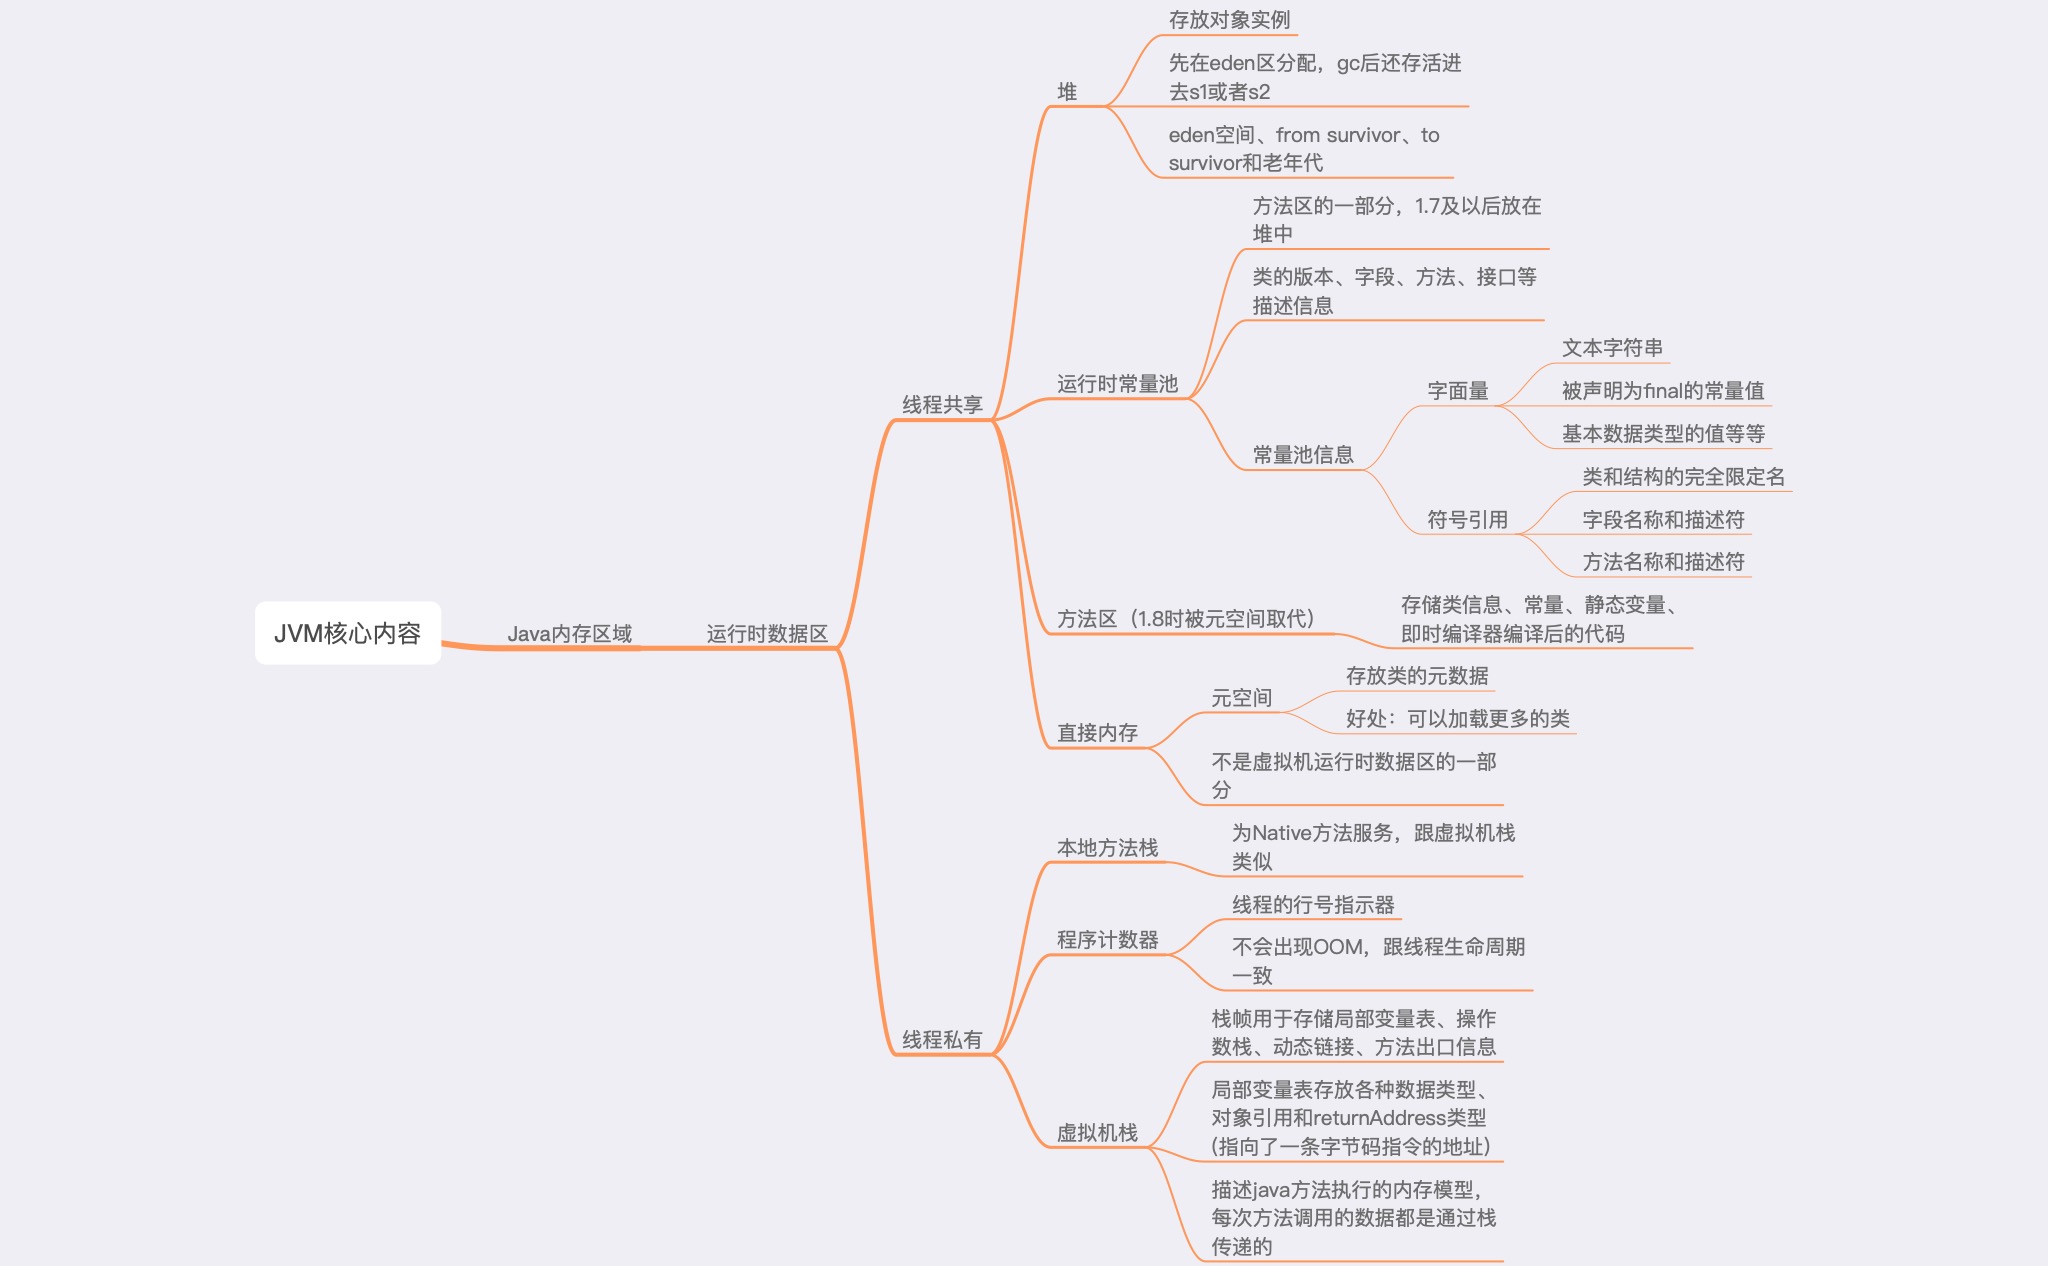 JVM核心内容
Java内存区域
运行时数据区
线程共享
堆
存放对象实例
先在eden区分配，gc后还存活进
去s1或者s2
eden空间、from survivor、to
survivor和老年代
运行时常量池
方法区的一部分，1.7及以后放在
堆中
类的版本、字段、方法、接口等
描述信息
常量池信息
字面量
文本字符串
被声明为final的常量值
基本数据类型的值等等
符号引用
类和结构的完全限定名
字段名称和描述符
方法名称和描述符
方法区（1.8时被元空间取代）
存储类信息、常量、静态变量、
即时编译器编译后的代码
直接内存
元空间
存放类的元数据
好处：可以加载更多的类
不是虚拟机运行时数据区的一部
分
线程私有
本地方法栈
为Native方法服务，跟虚拟机栈
类似
程序计数器
线程的行号指示器
不会出现OOM，跟线程生命周期
一致
虚拟机栈
栈帧用于存储局部变量表、操作
数栈、动态链接、方法出口信息
局部变量表存放各种数据类型、
对象引用和returnAddress类型
(指向了一条字节码指令的地址)
描述java方法执行的内存模型，
每次方法调用的数据都是通过栈
传递的